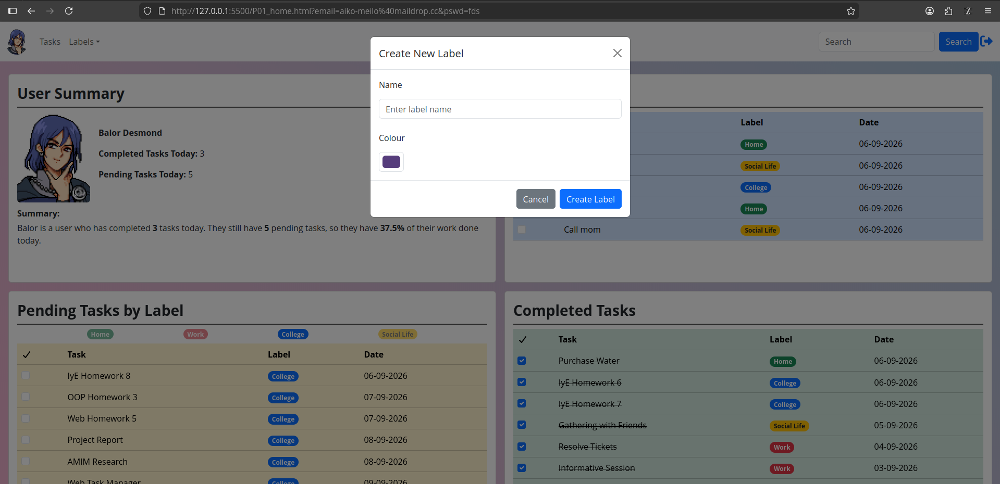 http://127.0.0.1:5500/P01_home.html?email=aiko-meilo%40maildrop.cc&pswd=fds
Tasks Labels Search Search
Create New Label
Name
Enter label name
Colour
Cancel Create Label
User Summary
Balor Desmond
Completed Tasks Today: 3
Pending Tasks Today: 5
Summary:
Balor is a user who has completed 3 tasks today. They still have 5 pending tasks, so they have 37.5% of their work done
today.
Label Date
Home 06-09-2026
Social Life 06-09-2026
College 06-09-2026
Home 06-09-2026
Call mom Social Life 06-09-2026
Pending Tasks by Label
Home Work College Social Life
Task Label Date
IyE Homework 8 College 06-09-2026
OOP Homework 3 College 07-09-2026
Web Homework 5 College 07-09-2026
Project Report College 08-09-2026
AMIM Research College 08-09-2026
Web Task Manager College 09-09-2026
Completed Tasks
Task Label Date
Purchase Water Home 06-09-2026
IyE Homework 6 College 06-09-2026
IyE Homework 7 College 06-09-2026
Gathering with Friends Social Life 05-09-2026
Resolve Tickets Work 04-09-2026
Informative Session Work 03-09-2026